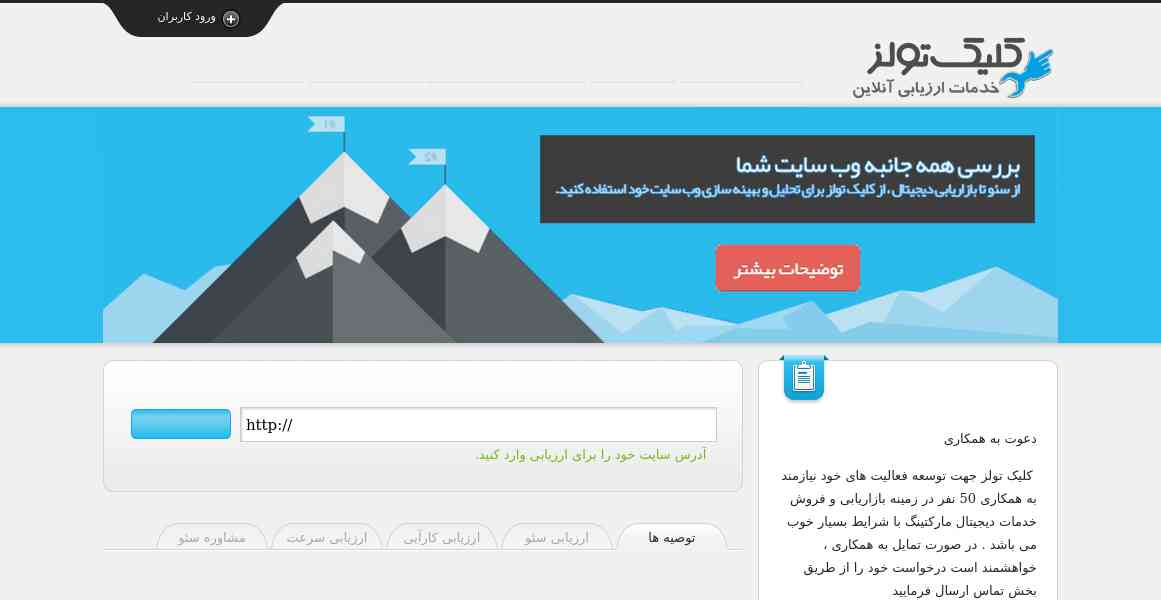 ورود کاربران
کلیک تولز
خدمات ارزیابی آنلاین
#1
#2
بررسی همه جانبه وب سایت شما
از سئو تا بازاریابی دیجیتال ، از کلیک تولز برای تحلیل و بهینه سازی وب سایت خود استفاده کنید.
توضیحات بیشتر
http://
آدرس سایت خود را برای ارزیابی وارد کنید.
توصیه ها
ارزیابی سئو
ارزیابی کارآیی
ارزیابی سرعت
مشاوره سئو
دعوت به همکاری
کلیک تولز جهت توسعه فعالیت های خود نیازمند
به همکاری 50 نفر در زمینه بازاریابی و فروش
خدمات دیجیتال مارکتینگ با شرایط بسیار خوب
می باشد . در صورت تمایل به همکاری ،
خواهشمند است درخواست خود را از طریق
بخش تماس ارسال فرمایید